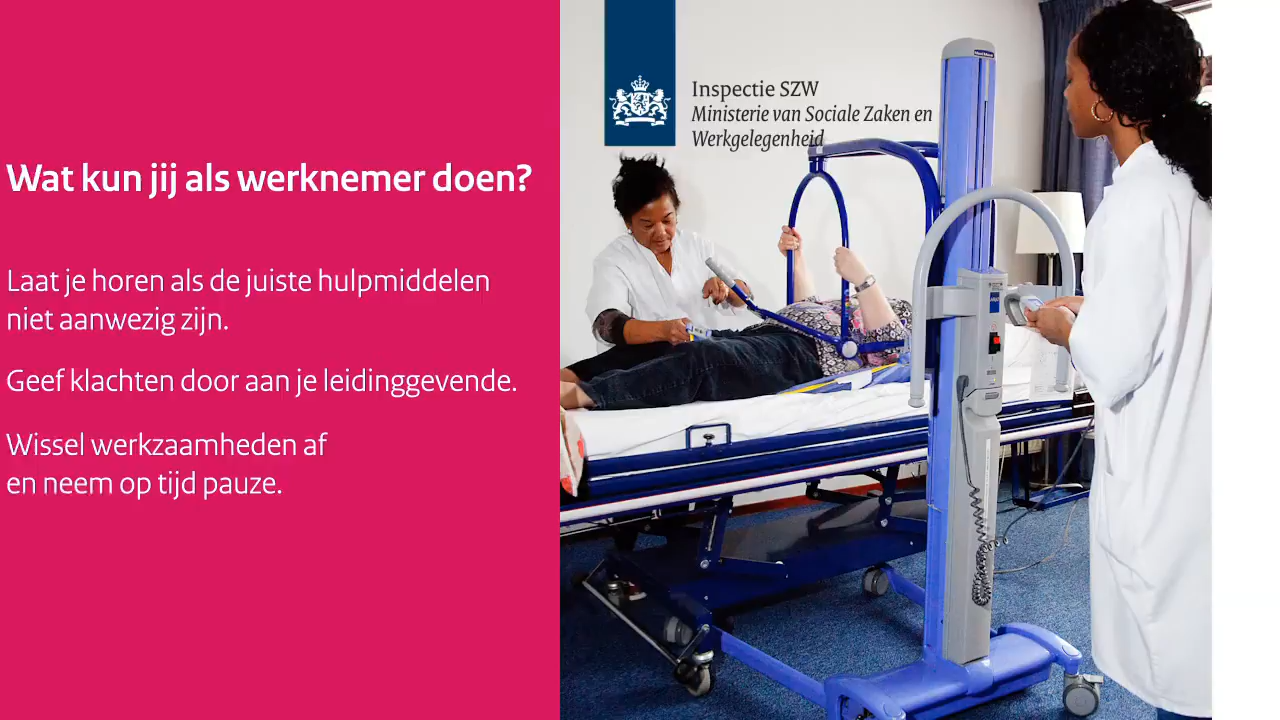 Inspectie SZW
Ministerie van Sociale Zaken en
Werkgelegenheid
Wat kun jij als werknemer doen?
Laat je horen als de juiste hulpmiddelen
niet aanwezig zijn.
Geef klachten door aan je leidinggevende.
Wissel werkzaamheden af
en neem op tijd pauze.